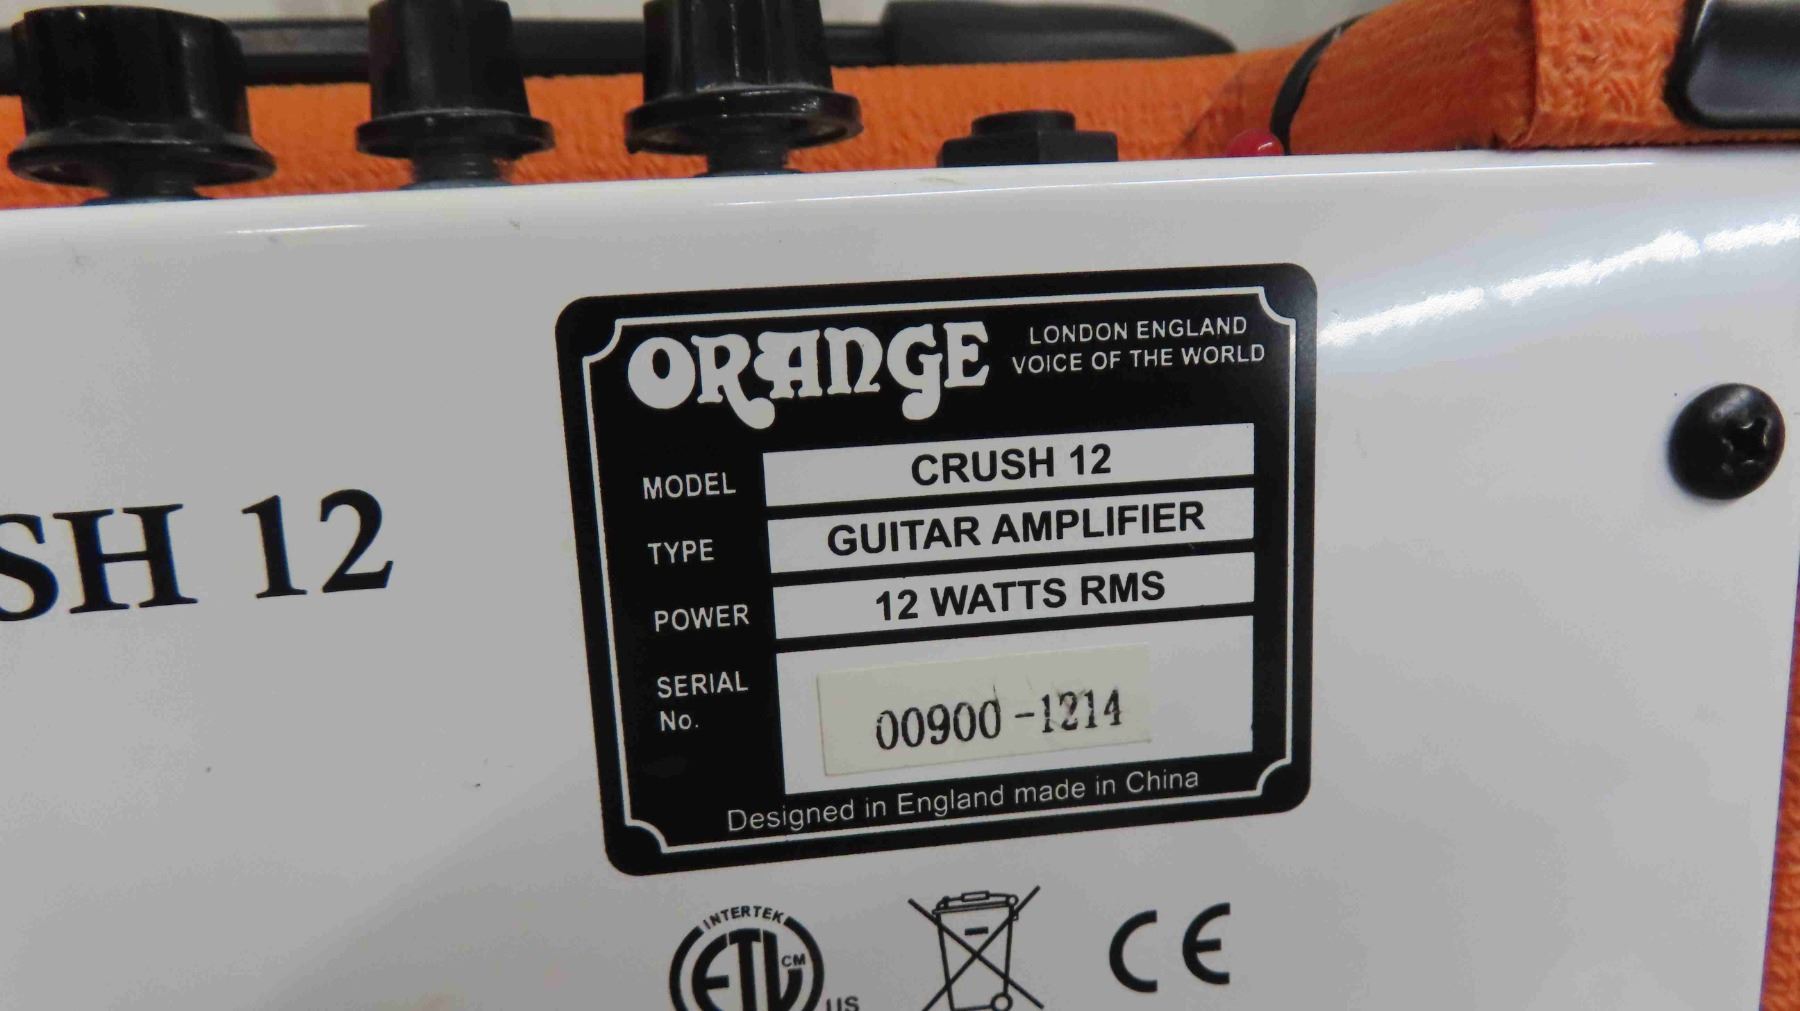 SH 12
ORANGE
LONDON ENGLAND
VOICE OF THE WORLD
MODEL CRUSH 12
TYPE GUITAR AMPLIFIER
POWER 12 WATTS RMS
SERIAL
No. 00900-1214
Designed in England made in China
INTERTEK
ETL CM
US
CE